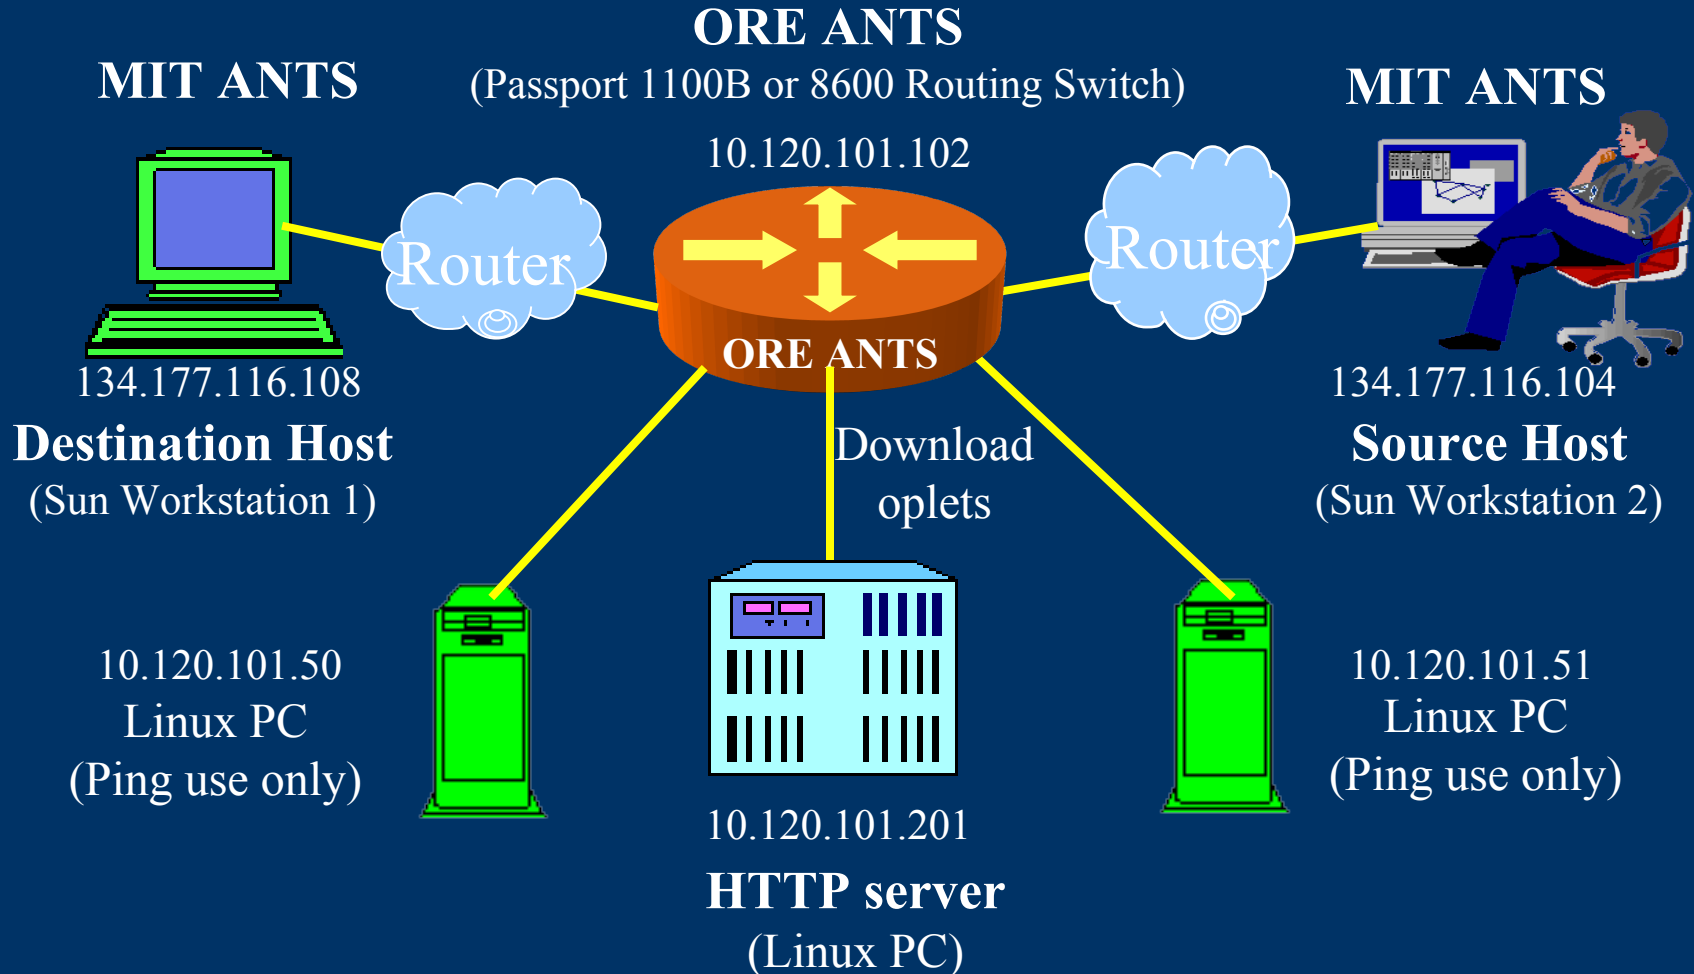 ORE ANTS
(Passport 1100B or 8600 Routing Switch)
10.120.101.102
MIT ANTS
MIT ANTS
Router
Router
ORE ANTS
134.177.116.108
Destination Host
(Sun Workstation 1)
134.177.116.104
Source Host
(Sun Workstation 2)
Download
oplets
10.120.101.50
Linux PC
(Ping use only)
10.120.101.51
Linux PC
(Ping use only)
10.120.101.201
HTTP server
(Linux PC)